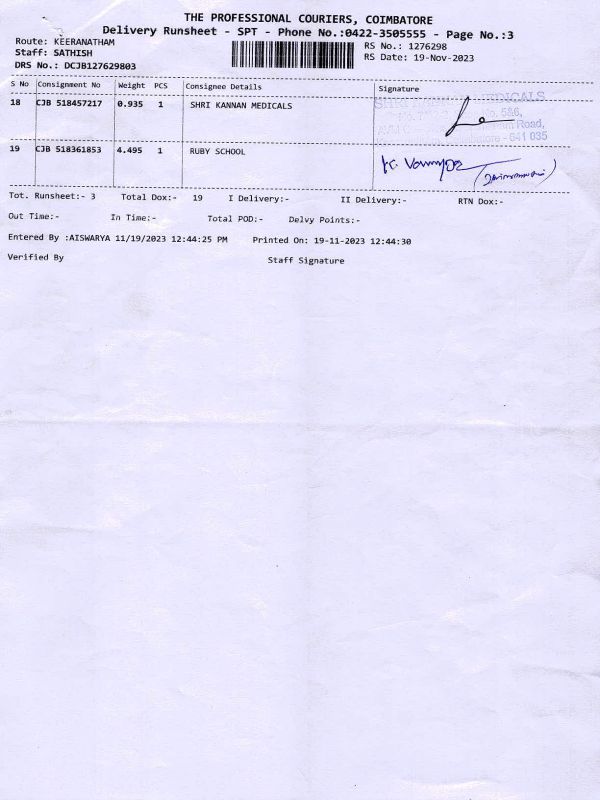 THE PROFESSIONAL COURIERS, COIMBATORE
Delivery Runsheet - SPT - Phone No.:0422-3505555 - Page No.:3
Route: KEERANATHAM
Staff: SATHISH
DRS No.: DCJB127629803
RS No.: 1276298
RS Date: 19-Nov-2023
S No Consignment No Weight PCS Consignee Details Signature
18 CJB 518457217 0.935 1 SHRI KANNAN MEDICALS
MEDICALS
586,
Road,
- 641 035
19 CJB 518361853 4.495 1 RUBY SCHOOL
Tot. Runsheet:- 3 Total Dox:- 19 I Delivery:- II Delivery:- RTN Dox:-
Out Time:- In Time:- Total POD:- Delvy Points:-
Entered By :AISWARYA 11/19/2023 12:44:25 PM Printed On: 19-11-2023 12:44:30
Verified By Staff Signature